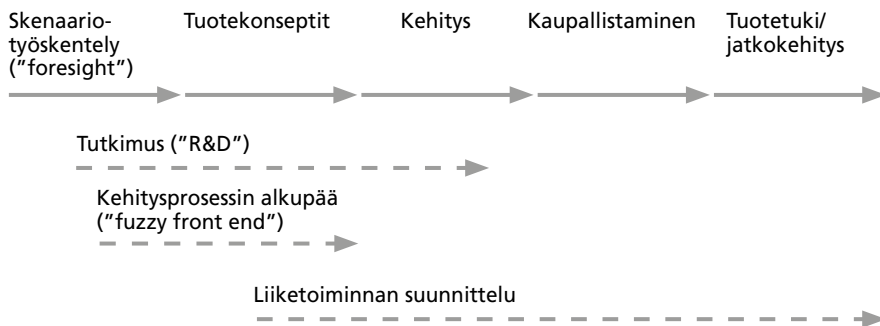 Skenaario-
työskentely
(”foresight”)
Tuotekonseptit
Kehitys
Kaupallistaminen
Tuotetuki/
jatkokehitys
Tutkimus (”R&D”)
Kehitysprosessin alkupää
(”fuzzy front end”)
Liiketoiminnan suunnittelu